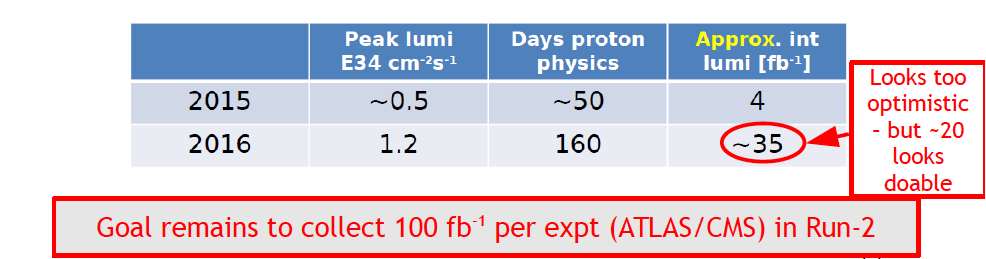 Peak lumi E34 cm⁻²s⁻¹ Days proton physics Approx. int lumi [fb⁻¹]
2015 ~0.5 ~50 4
2016 1.2 160 ~35
Looks too
optimistic
– but ~20
looks
doable
Goal remains to collect 100 fb⁻¹ per expt (ATLAS/CMS) in Run-2